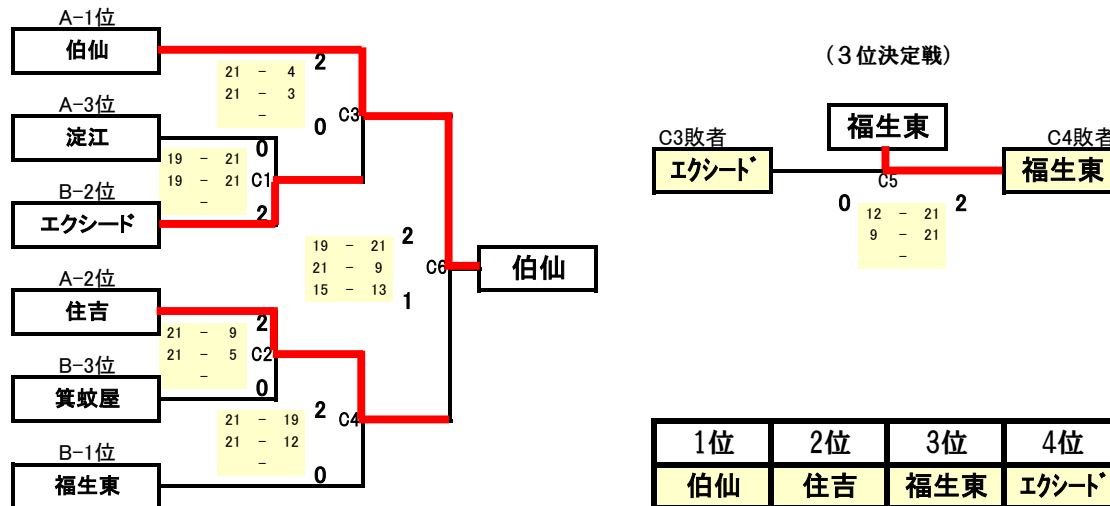 A-1位
伯仙
21 - 4
21 - 3
-
2
0
C3
A-3位
淀江
19 - 21
19 - 21
-
0
C1
2
B-2位
エクシード
19 - 21
21 - 9
15 - 13
2
C6
1
伯仙
A-2位
住吉
21 - 9
21 - 5
-
2
C2
0
B-3位
箕蚊屋
21 - 19
21 - 12
-
2
C4
0
B-1位
福生東
(3位決定戦)
福生東
C3敗者
エクシード
C5
C4敗者
福生東
0
12 - 21
9 - 21
-
2
1位 2位 3位 4位
伯仙 住吉 福生東 エクシード